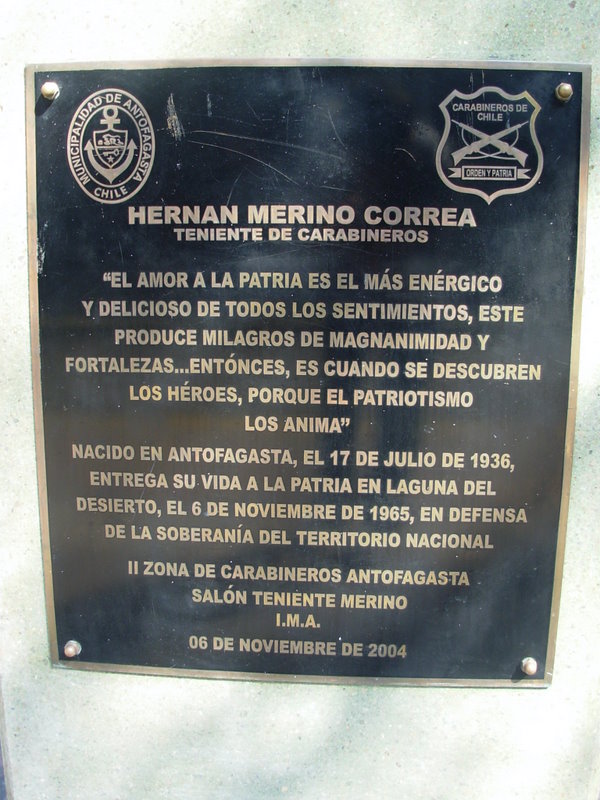 MUNICIPALIDAD DE ANTOFAGASTA
CHILE
CARABINEROS DE
CHILE
ORDEN Y PATRIA
HERNAN MERINO CORREA
TENIENTE DE CARABINEROS
“EL AMOR A LA PATRIA ES EL MÁS ENÉRGICO
Y DELICIOSO DE TODOS LOS SENTIMIENTOS, ESTE
PRODUCE MILAGROS DE MAGNANIMIDAD Y
FORTALEZAS...ENTÓNCES, ES CUANDO SE DESCUBREN
LOS HÉROES, PORQUE EL PATRIOTISMO
LOS ANIMA”
NACIDO EN ANTOFAGASTA, EL 17 DE JULIO DE 1936,
ENTREGA SU VIDA A LA PATRIA EN LAGUNA DEL
DESIERTO, EL 6 DE NOVIEMBRE DE 1965, EN DEFENSA
DE LA SOBERANÍA DEL TERRITORIO NACIONAL
II ZONA DE CARABINEROS ANTOFAGASTA
SALÓN TENIENTE MERINO
I.M.A.
06 DE NOVIEMBRE DE 2004